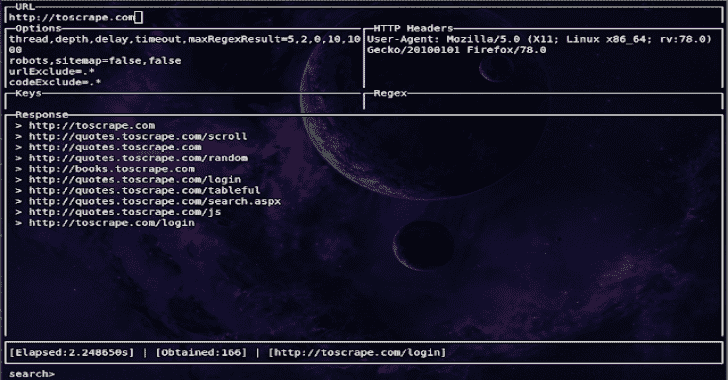 URL
http://toscrape.com
Options
thread,depth,delay,timeout,maxRegexResult=5,2,0,10,10
00
robots,sitemap=false,false
urlExclude=.*
codeExclude=.*
HTTP Headers
User-Agent: Mozilla/5.0 (X11; Linux x86_64; rv:78.0)
Gecko/20100101 Firefox/78.0
Keys
Regex
Response
> http://toscrape.com
> http://quotes.toscrape.com/scroll
> http://quotes.toscrape.com
> http://quotes.toscrape.com/random
> http://books.toscrape.com
> http://quotes.toscrape.com/login
> http://quotes.toscrape.com/tableful
> http://quotes.toscrape.com/search.aspx
> http://quotes.toscrape.com/js
> http://toscrape.com/login
[Elapsed:2.248650s] | [Obtained:166] | [http://toscrape.com/login]
search>